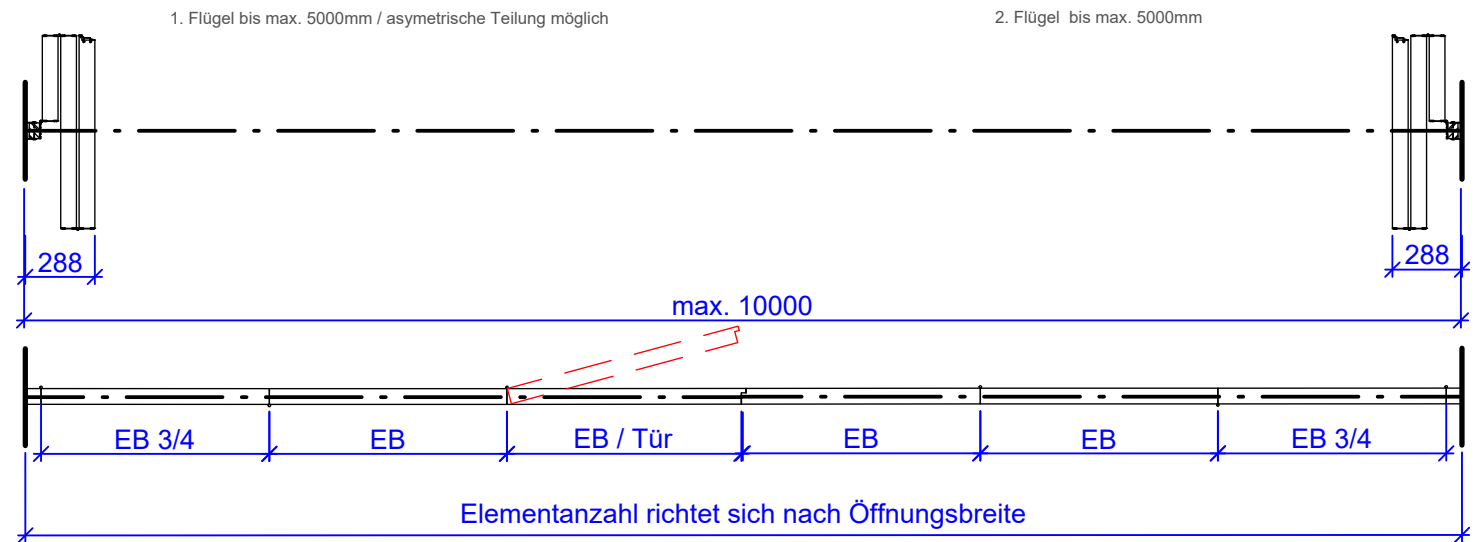 1. Flügel bis max. 5000mm / asymetrische Teilung möglich
2. Flügel bis max. 5000mm
288
288
max. 10000
EB 3/4
EB
EB / Tür
EB
EB
EB 3/4
Elementanzahl richtet sich nach Öffnungsbreite